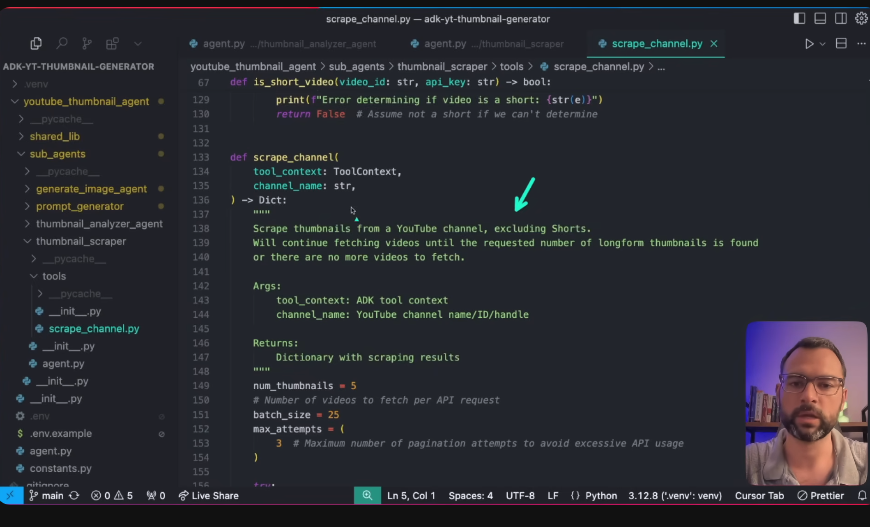 scrape_channel.py — adk-yt-thumbnail-generator
ADK-YT-THUMBNAIL-GENERATOR
.venv
youtube_thumbnail_agent
__pycache__
shared_lib
sub_agents
__pycache__
generate_image_agent
prompt_generator
thumbnail_analyzer_agent
thumbnail_scraper
__pycache__
tools
__pycache__
__init__.py
scrape_channel.py
__init__.py
agent.py
__init__.py
__init__.py
.env
$ .env.example
agent.py
constants.py
.gitignore
agent.py .../thumbnail_analyzer_agent
agent.py .../thumbnail_scraper
scrape_channel.py
youtube_thumbnail_agent > sub_agents > thumbnail_scraper > tools > scrape_channel.py > ...
67 def is_short_video(video_id: str, api_key: str) -> bool:
129 print(f"Error determining if video is a short: {str(e)}")
130 return False # Assume not a short if we can't determine
131
132
133 def scrape_channel(
134 tool_context: ToolContext,
135 channel_name: str,
136 ) -> Dict:
137 """
138 Scrape thumbnails from a YouTube channel, excluding Shorts.
139 Will continue fetching videos until the requested number of longform thumbnails is found
140 or there are no more videos to fetch.
141
142 Args:
143 tool_context: ADK tool context
144 channel_name: YouTube channel name/ID/handle
145
146 Returns:
147 Dictionary with scraping results
148 """
149 num_thumbnails = 5
150 # Number of videos to fetch per API request
151 batch_size = 25
152 max_attempts = (
153 3 # Maximum number of pagination attempts to avoid excessive API usage
154 )
155
156 try:
main 0 5 0 Live Share Ln 5, Col 1 Spaces: 4 UTF-8 LF {} Python 3.12.8 ('.venv': venv) Cursor Tab Prettier